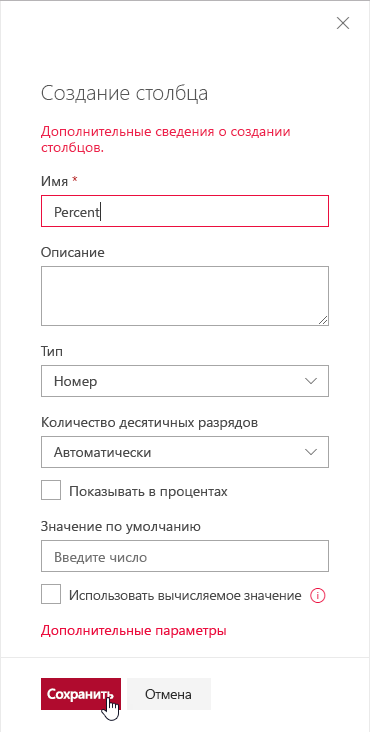 Создание столбца
Дополнительные сведения о создании
столбцов.
Имя *
Percent
Описание
Тип
Номер
Количество десятичных разрядов
Автоматически
Показывать в процентах
Значение по умолчанию
Введите число
Использовать вычисляемое значение
Дополнительные параметры
Сохранить Отмена